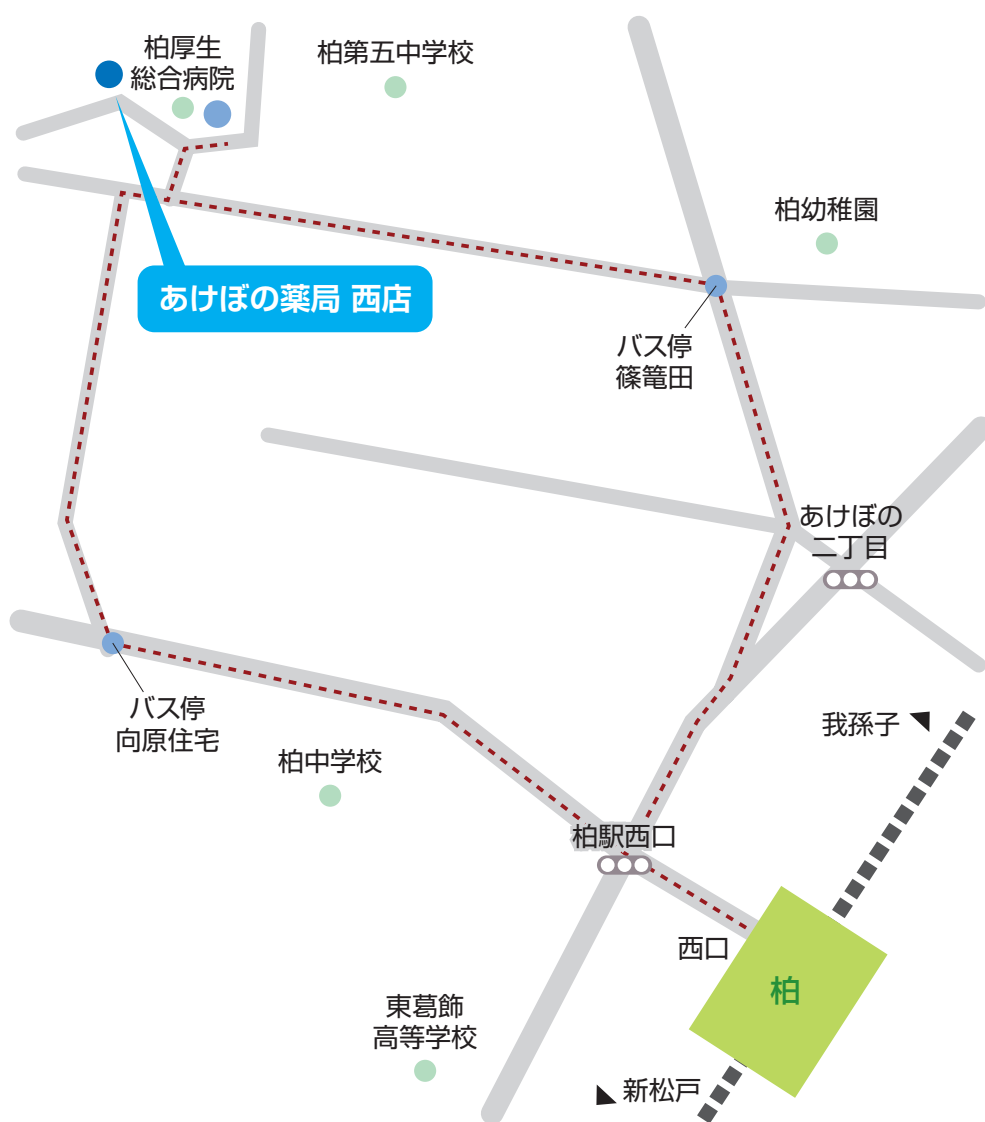 柏厚生
総合病院
柏第五中学校
柏幼稚園
あけぼの薬局 西店
バス停
篠籠田
あけぼの
二丁目
バス停
向原住宅
我孫子
柏中学校
柏駅西口
西口
柏
東葛飾
高等学校
新松戸